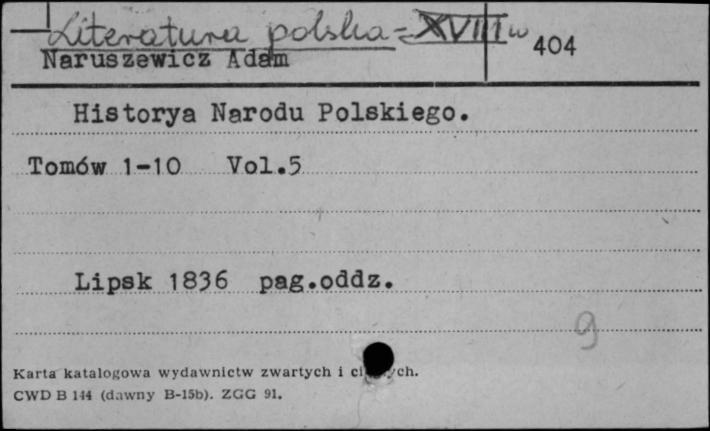 Literatura polska = XVIII w
404
Naruszewicz Adam
Historya Narodu Polskiego.
Tomów 1-10 Vol.5
Lipsk 1836 pag.oddz.
9
Karta katalogowa wydawnictw zwartych i
CWD B 144 (dawny B-15b). ZGG 91.